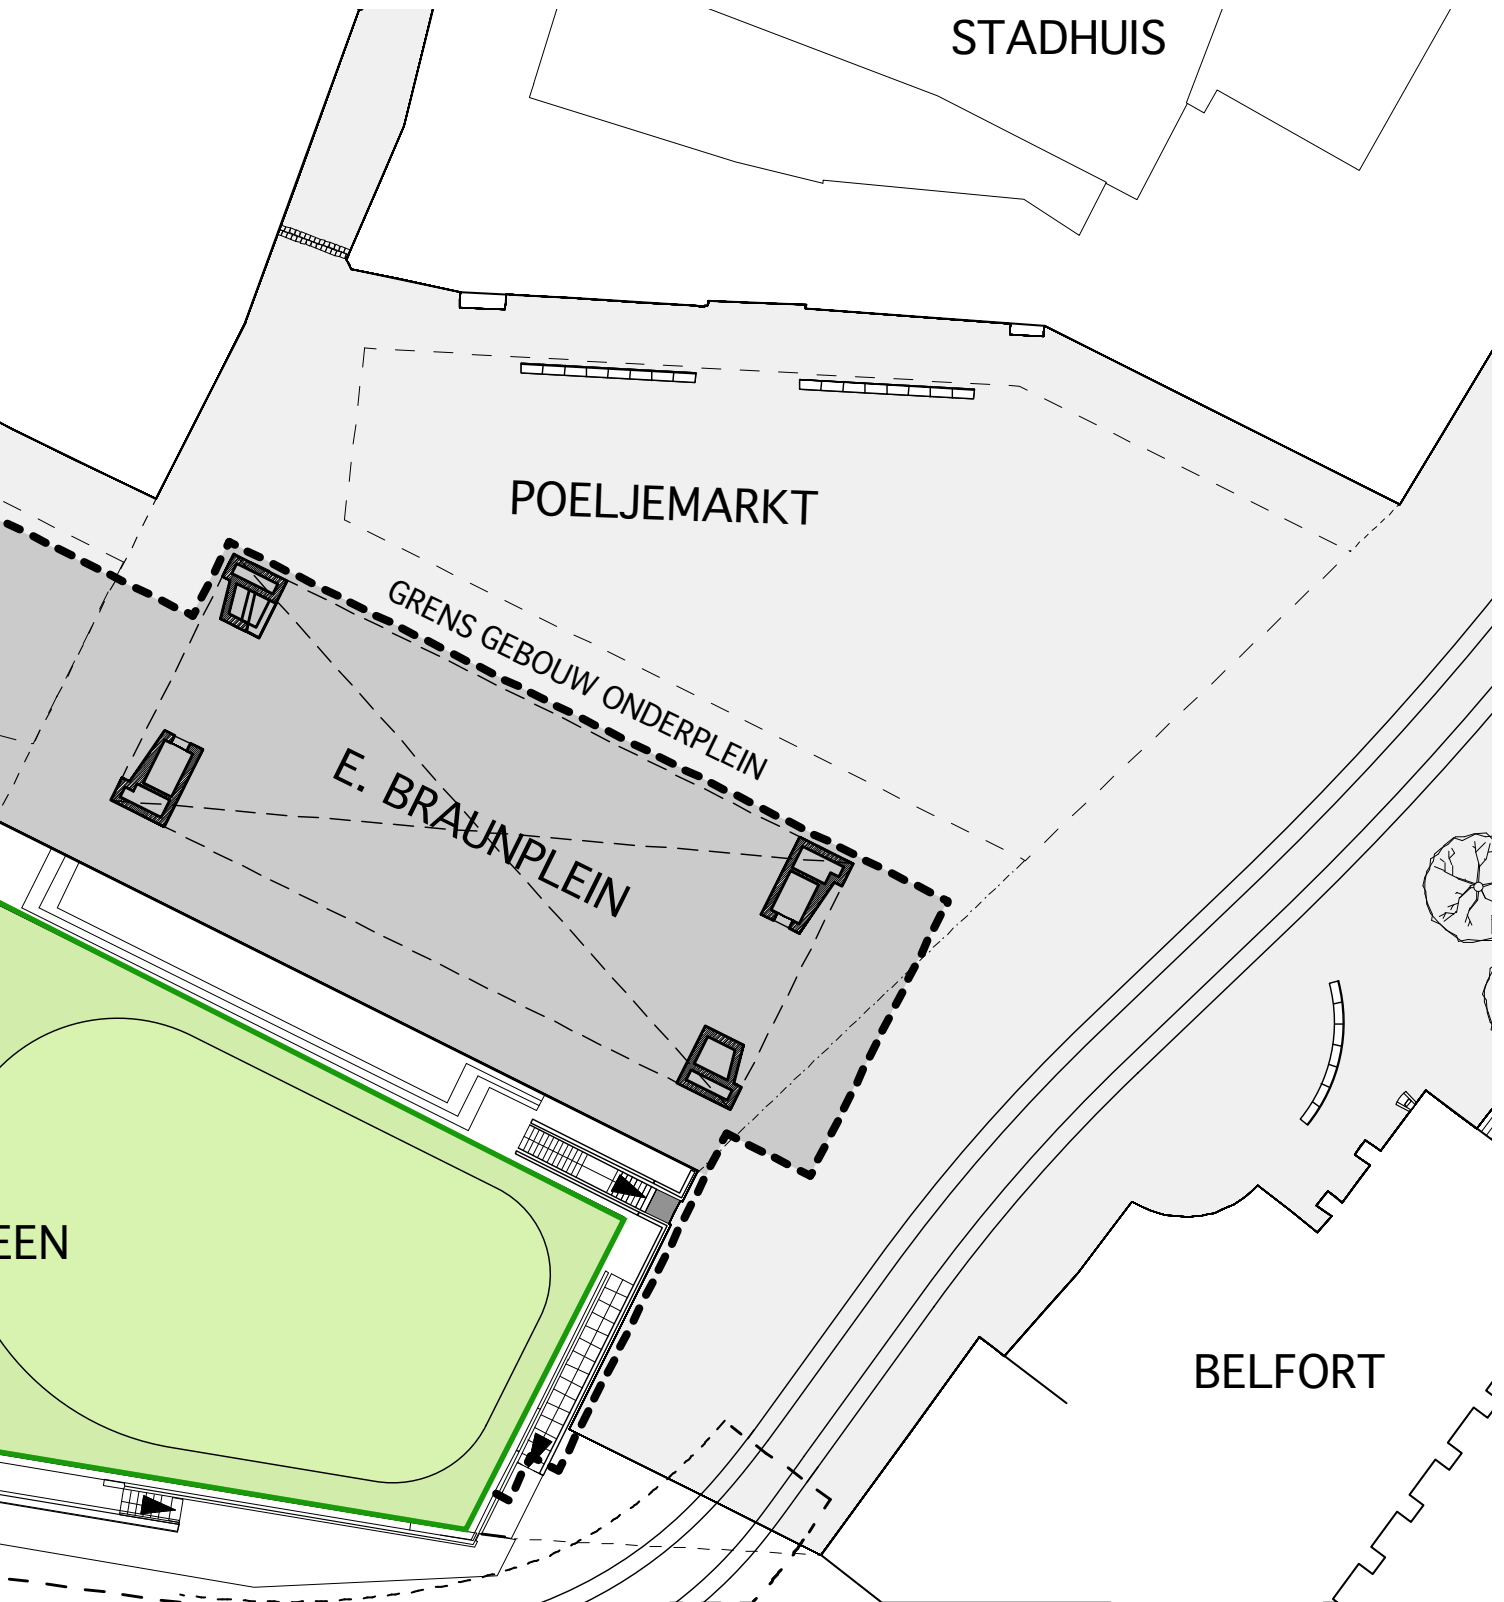 STADHUIS
POELJEMARKT
GRENS GEBOUW ONDERPLEIN
E. BRAUNPLEIN
EEN
BELFORT